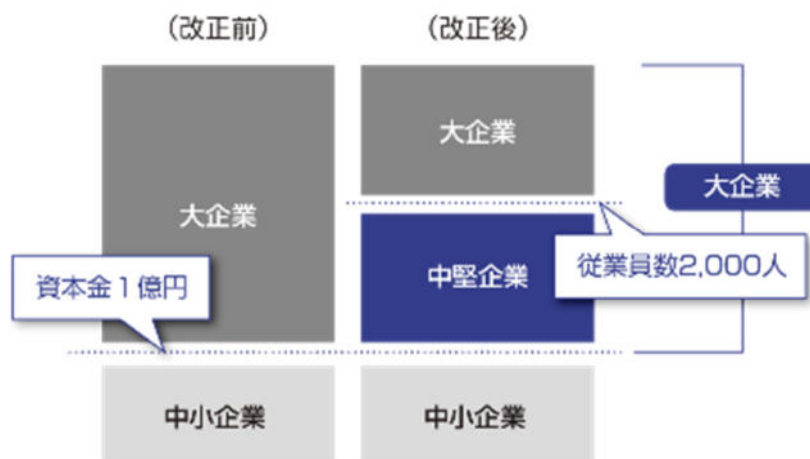 （改正前）
（改正後）
大企業
大企業
大企業
資本金１億円
中堅企業
従業員数2,000人
中小企業
中小企業